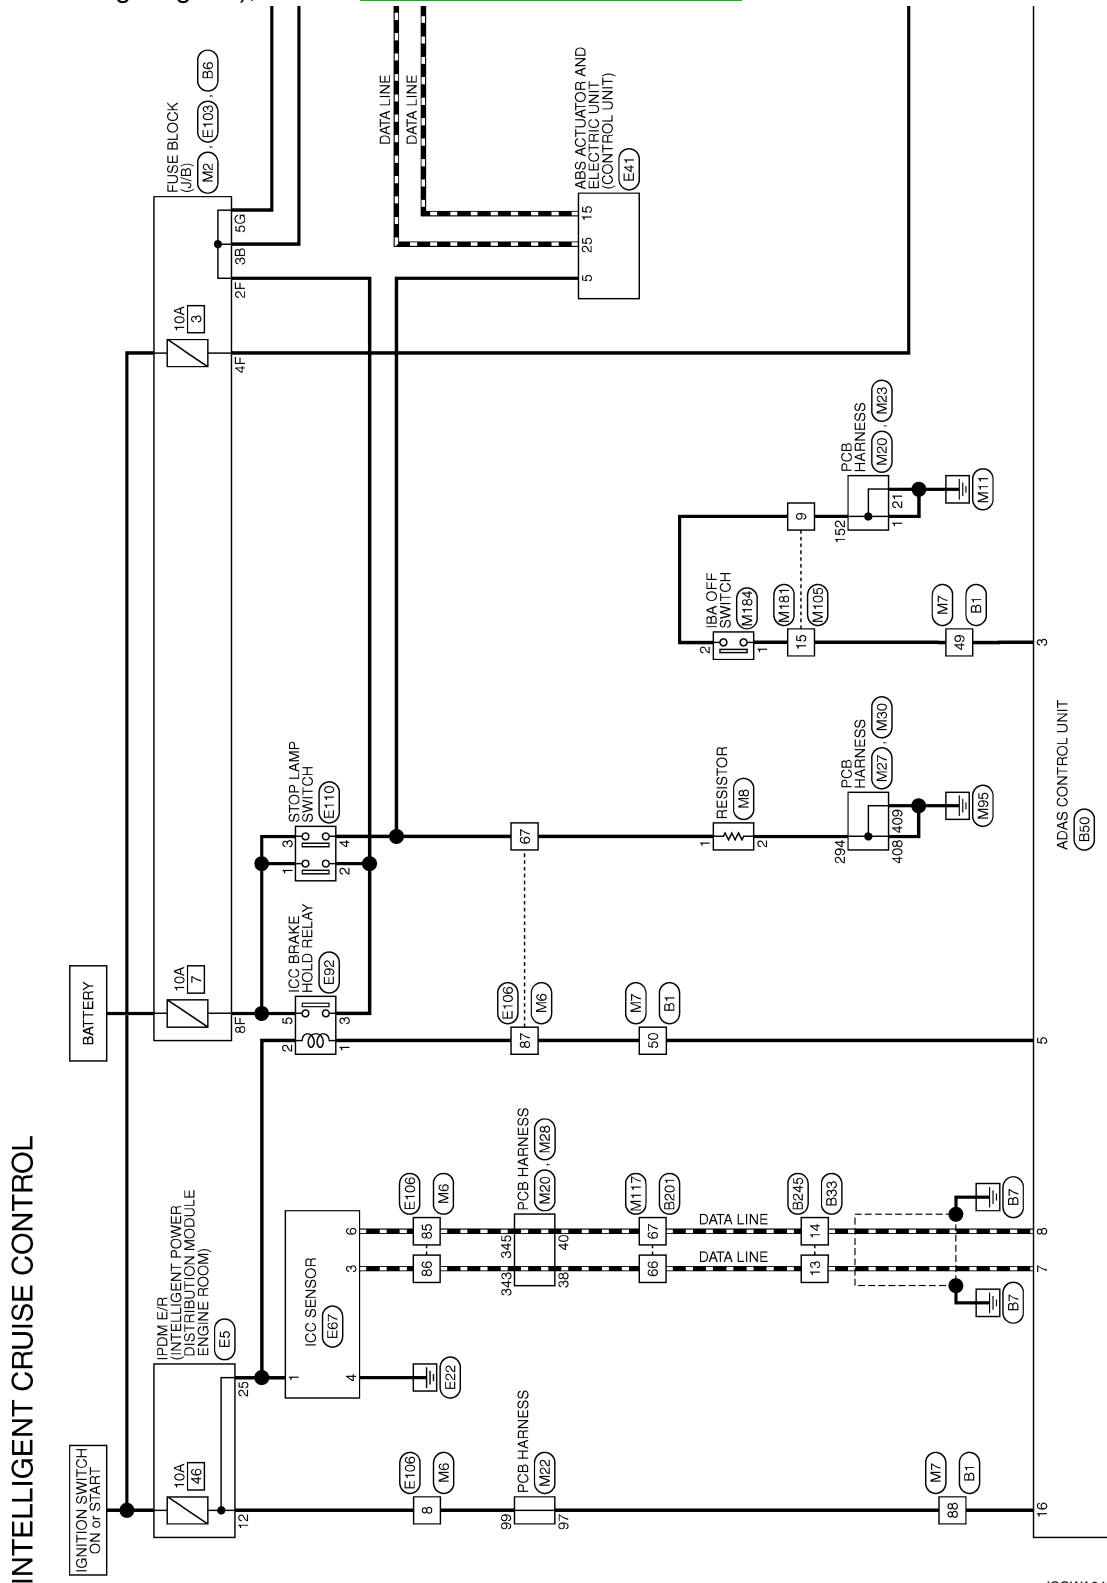 INTELLIGENT CRUISE CONTROL
IGNITION SWITCH
ON or START
BATTERY
IPDM E/R
(INTELLIGENT POWER
DISTRIBUTION MODULE
ENGINE ROOM)
E5
10A
46
12
25
10A
7
8F
10A
3
4F
2F
3B
5G
FUSE BLOCK
(J/B)
M2 , E103 , B6
ICC SENSOR
E67
1
4
3
6
E22
ICC BRAKE
HOLD RELAY
E92
2
5
1
3
STOP LAMP
SWITCH
E110
1
3
2
4
DATA LINE
DATA LINE
ABS ACTUATOR AND
ELECTRIC UNIT
(CONTROL UNIT)
E41
5
25
15
E106
M6
8
E106
M6
86
85
E106
M6
87
67
PCB HARNESS
M22
99
97
PCB HARNESS
M20 , M28
343
345
38
40
M117
B201
66
67
M7
B1
50
RESISTOR
M8
1
2
IBA OFF
SWITCH
M184
2
1
M181
M105
15
9
DATA LINE
DATA LINE
B245
B33
13
14
PCB
HARNESS
M27 , M30
294
408
409
M95
PCB
HARNESS
M20 , M23
152
1
21
M11
M7
B1
88
M7
B1
49
B7
B7
16
7
8
5
3
ADAS CONTROL UNIT
B50